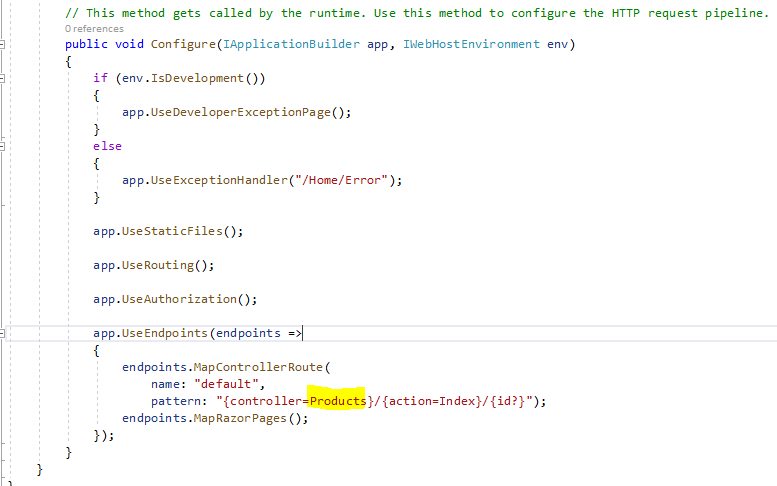 // This method gets called by the runtime. Use this method to configure the HTTP request pipeline.
0 references
public void Configure(IApplicationBuilder app, IWebHostEnvironment env)
{
if (env.IsDevelopment())
{
app.UseDeveloperExceptionPage();
}
else
{
app.UseExceptionHandler("/Home/Error");
}
app.UseStaticFiles();
app.UseRouting();
app.UseAuthorization();
app.UseEndpoints(endpoints =>
{
endpoints.MapControllerRoute(
name: "default",
pattern: "{controller=Products}/{action=Index}/{id?}");
endpoints.MapRazorPages();
});
}
}
}